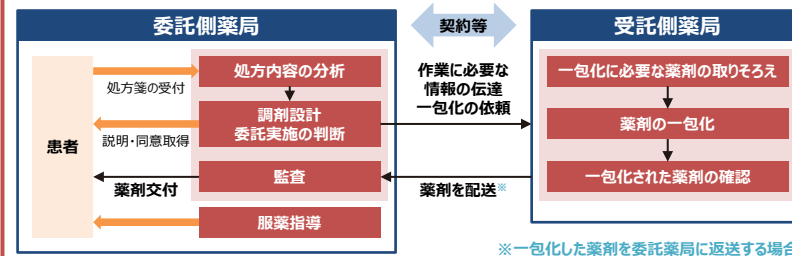 委託側薬局
契約等
受託側薬局
患者
処方箋の受付
処方内容の分析
説明・同意取得
調剤設計
委託実施の判断
薬剤交付
監査
服薬指導
作業に必要な
情報の伝達
一包化の依頼
薬剤を配送※
一包化に必要な薬剤の取りそろえ
薬剤の一包化
一包化された薬剤の確認
※一包化した薬剤を委託薬局に返送する場合